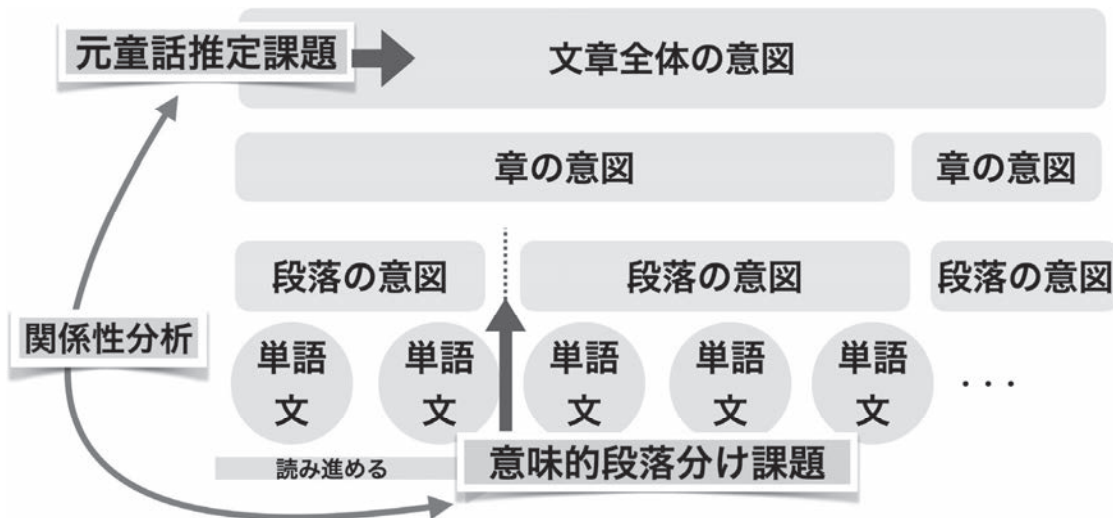 元童話推定課題
文章全体の意図
章の意図
章の意図
段落の意図
段落の意図
段落の意図
関係性分析
単語
文
単語
文
単語
文
単語
文
単語
文
・・・
読み進める
意味的段落分け課題